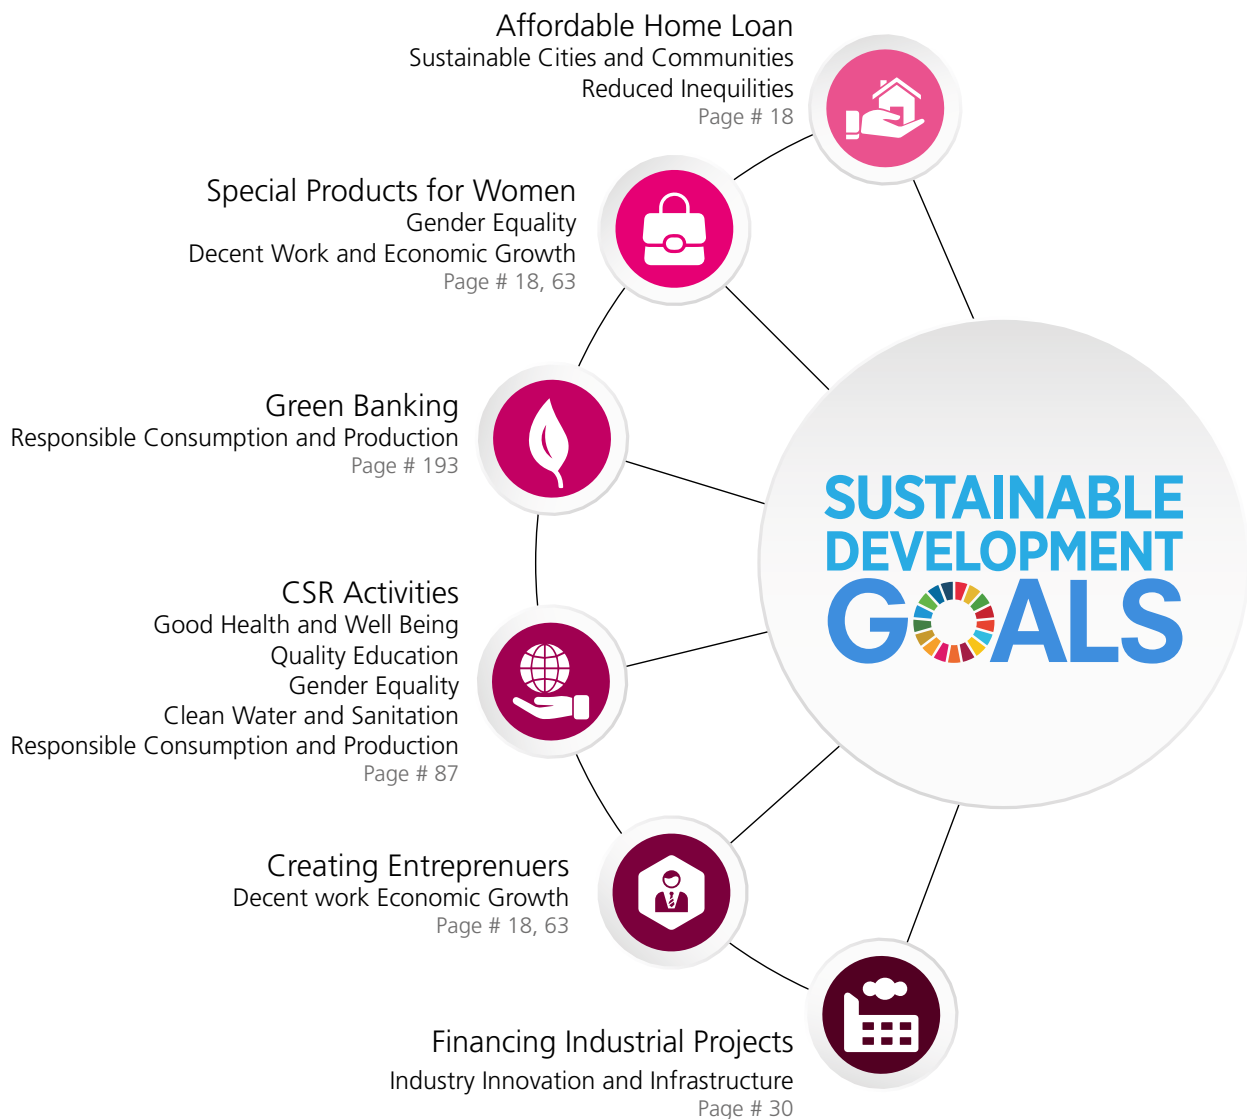 Affordable Home Loan
Sustainable Cities and Communities
Reduced Inequilities
Page # 18
Special Products for Women
Gender Equality
Decent Work and Economic Growth
Page # 18, 63
Green Banking
Responsible Consumption and Production
Page # 193
CSR Activities
Good Health and Well Being
Quality Education
Gender Equality
Clean Water and Sanitation
Responsible Consumption and Production
Page # 87
Creating Entreprenuers
Decent work Economic Growth
Page # 18, 63
Financing Industrial Projects
Industry Innovation and Infrastructure
Page # 30
SUSTAINABLE
DEVELOPMENT
GOALS